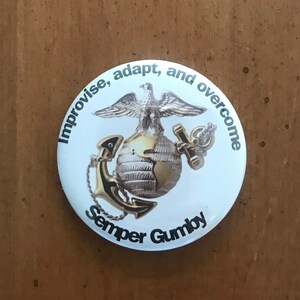 Improvise, adapt, and overcome
Semper Gumby